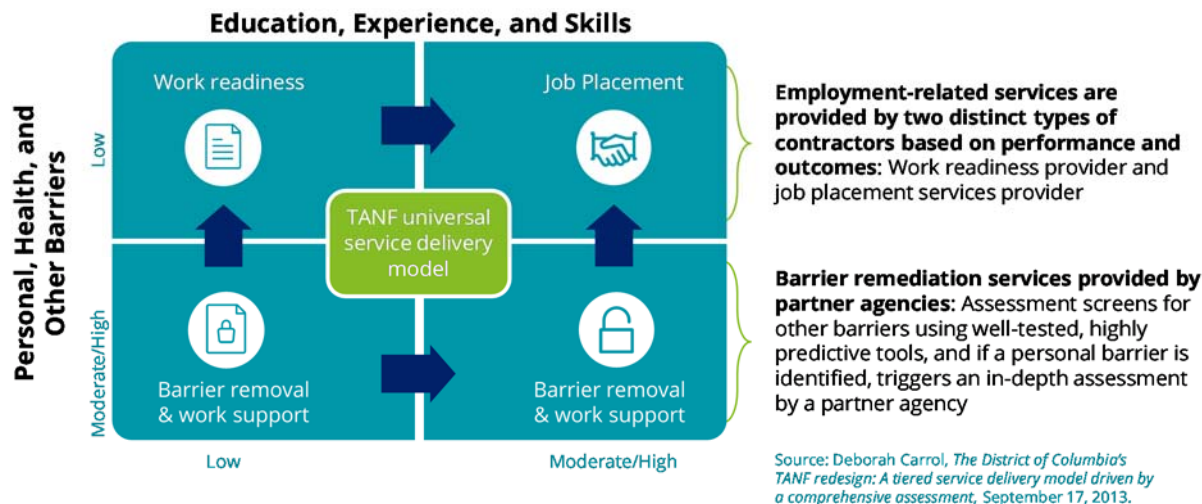 Education, Experience, and Skills
Personal, Health, and
Other Barriers
Low
Moderate/High
Work readiness
Job Placement
TANF universal
service delivery
model
Barrier removal
& work support
Barrier removal
& work support
Low
Moderate/High
Employment-related services are
provided by two distinct types of
contractors based on performance and
outcomes: Work readiness provider and
job placement services provider
Barrier remediation services provided by
partner agencies: Assessment screens for
other barriers using well-tested, highly
predictive tools, and if a personal barrier is
identified, triggers an in-depth assessment
by a partner agency
Source: Deborah Carrol, The District of Columbia's
TANF redesign: A tiered service delivery model driven by
a comprehensive assessment, September 17, 2013.